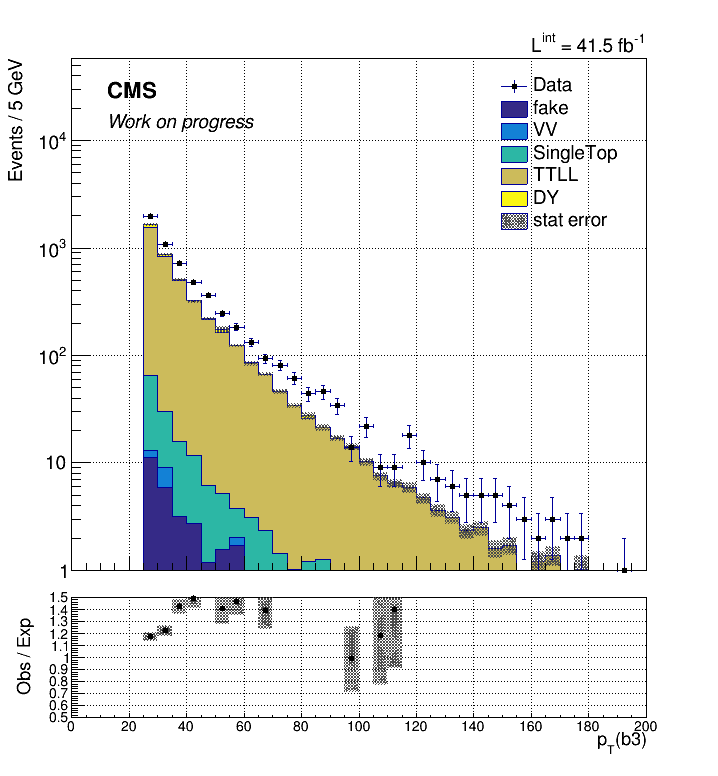 L^int = 41.5 fb^-1
Events / 5 GeV
CMS
Work on progress
Data
fake
VV
SingleTop
TTLL
DY
stat error
10^4
10^3
10^2
10
1
Obs / Exp
1.5
1.4
1.3
1.2
1.1
1
0.9
0.8
0.7
0.6
0.5
0 20 40 60 80 100 120 140 160 180 200
p_T(b3)